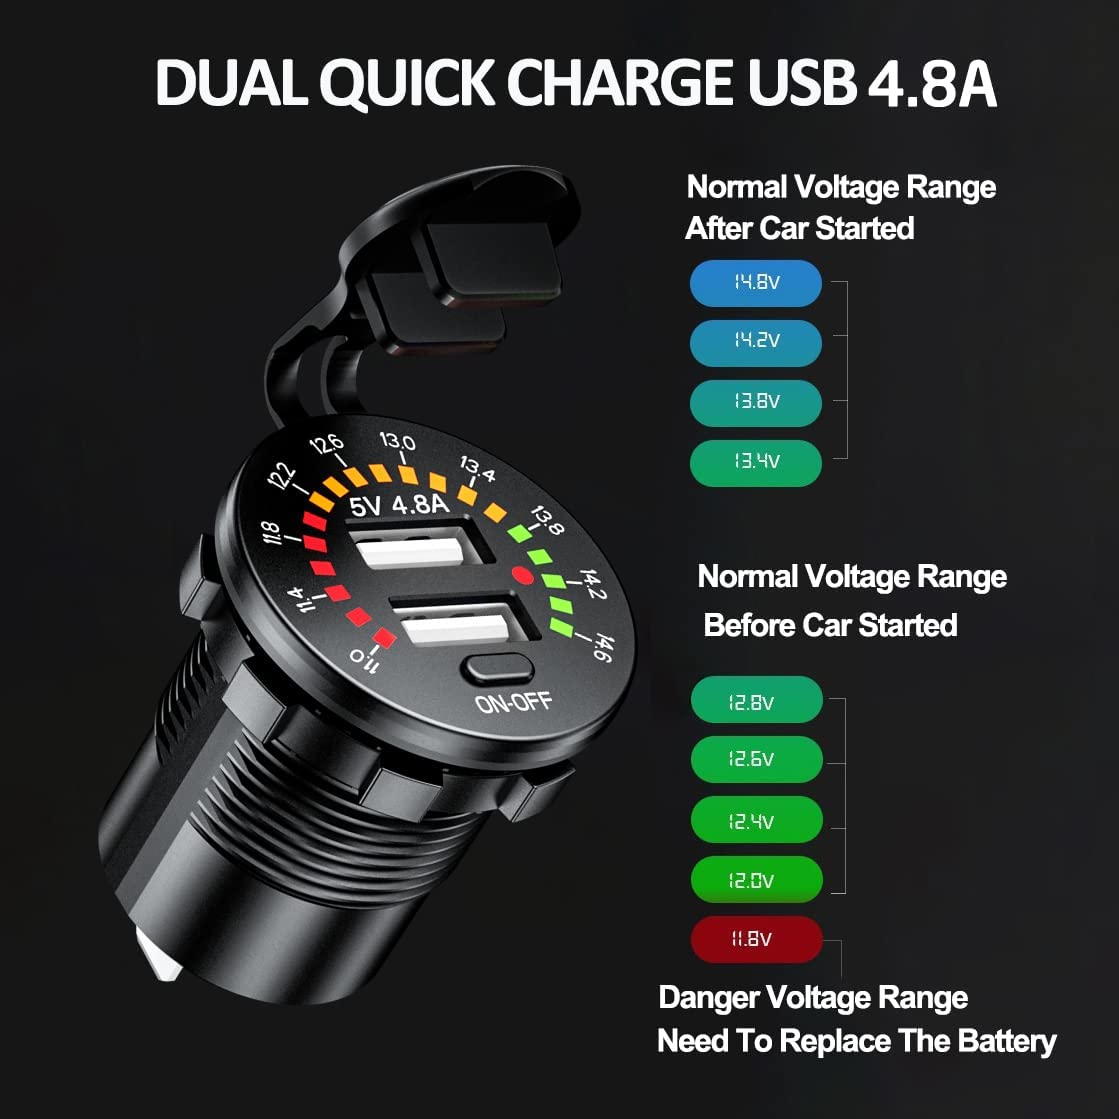 DUAL QUICK CHARGE USB 4.8A
Normal Voltage Range
After Car Started
14.8V
14.2V
13.8V
13.4V
11.0
11.4
11.8
12.2
12.6
13.0
13.4
13.8
14.2
14.6
5V 4.8A
ON-OFF
Normal Voltage Range
Before Car Started
12.8V
12.6V
12.4V
12.0V
11.8V
Danger Voltage Range
Need To Replace The Battery